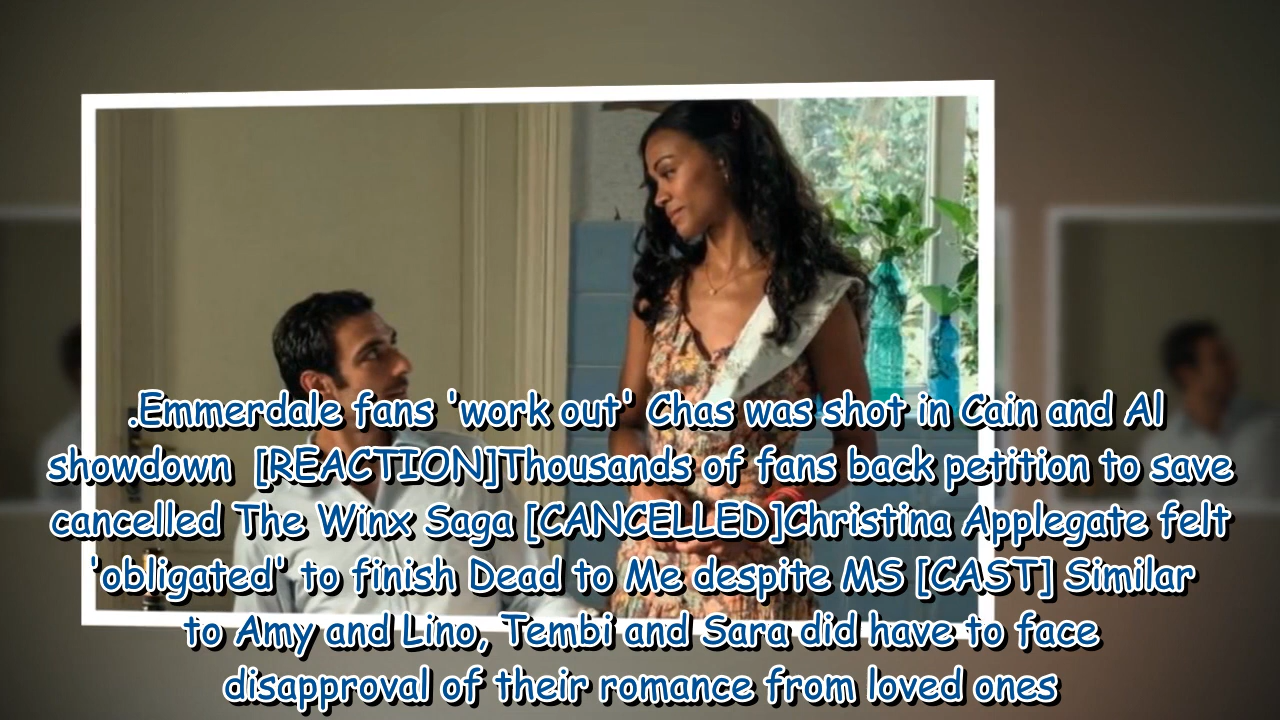 .Emmerdale fans 'work out' Chas was shot in Cain and Al
showdown  [REACTION]Thousands of fans back petition to save
cancelled The Winx Saga [CANCELLED]Christina Applegate felt
'obligated' to finish Dead to Me despite MS [CAST] Similar
to Amy and Lino, Tembi and Sara did have to face
disapproval of their romance from loved ones